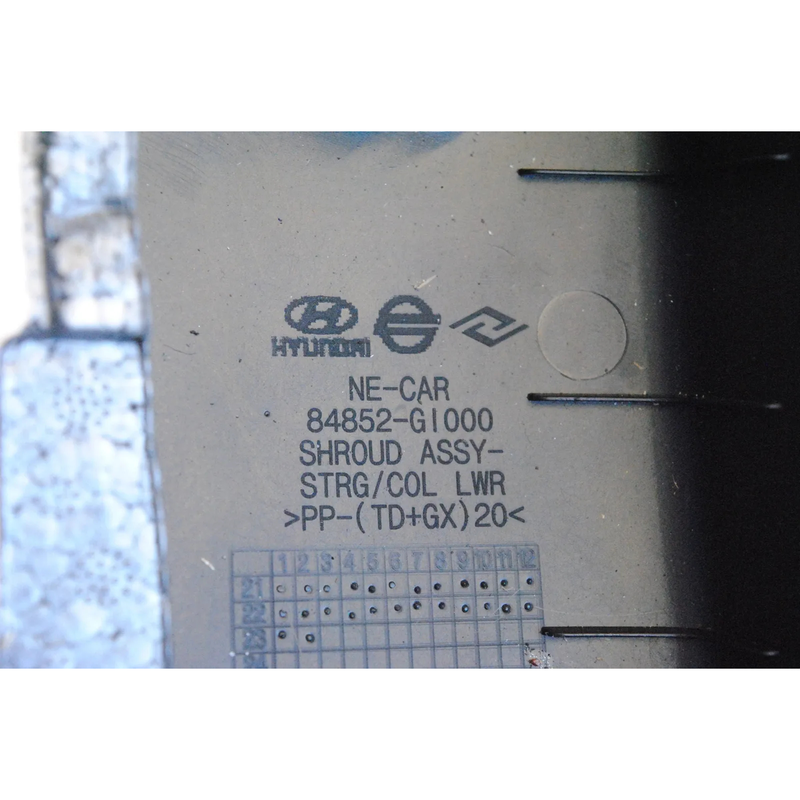 HYUNDAI
NE-CAR
84852-GI000
SHROUD ASSY-
STRG/COL LWR
>PP-(TD+GX)20<
1 2 3 4 5 6 7 8 9 10 11 12
21
22
23